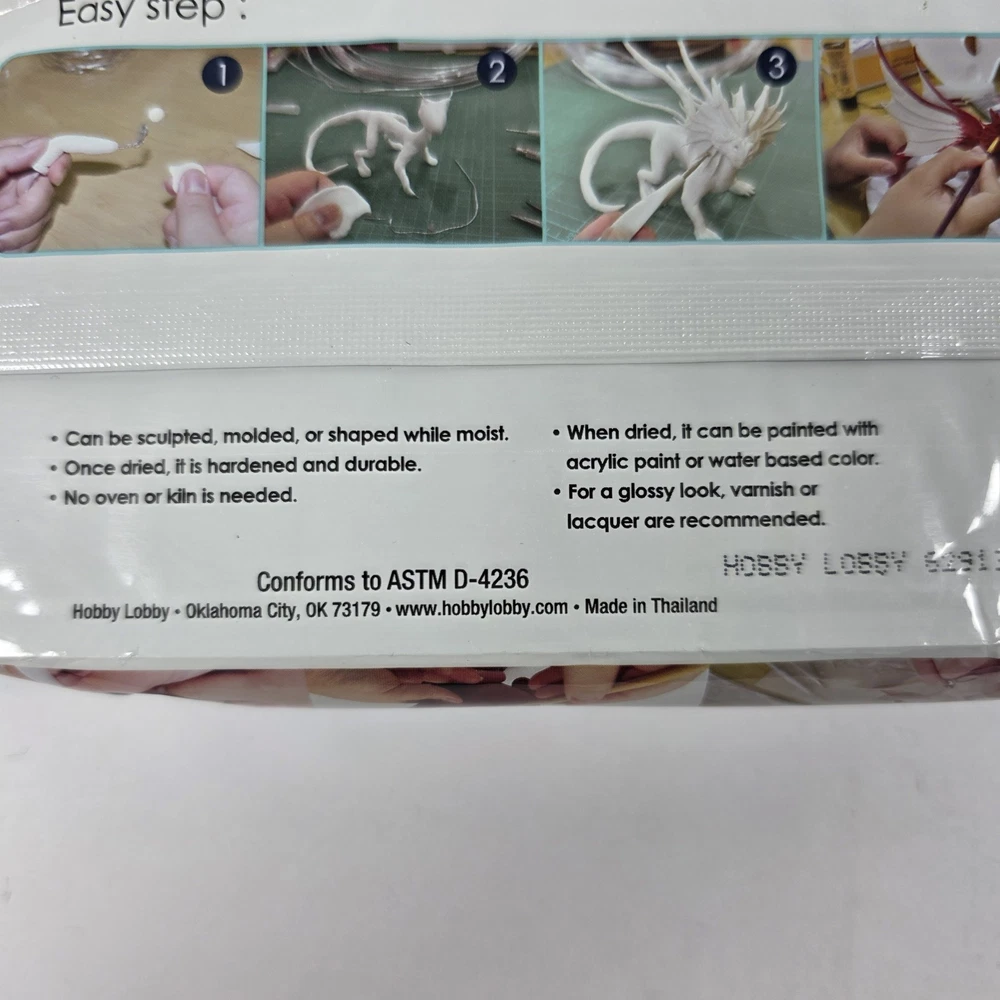 Easy step :
1
2
3
• Can be sculpted, molded, or shaped while moist.
• Once dried, it is hardened and durable.
• No oven or kiln is needed.
• When dried, it can be painted with
acrylic paint or water based color.
• For a glossy look, varnish or
lacquer are recommended.
HOBBY LOBBY
Conforms to ASTM D-4236
Hobby Lobby • Oklahoma City, OK 73179 • www.hobbylobby.com • Made in Thailand